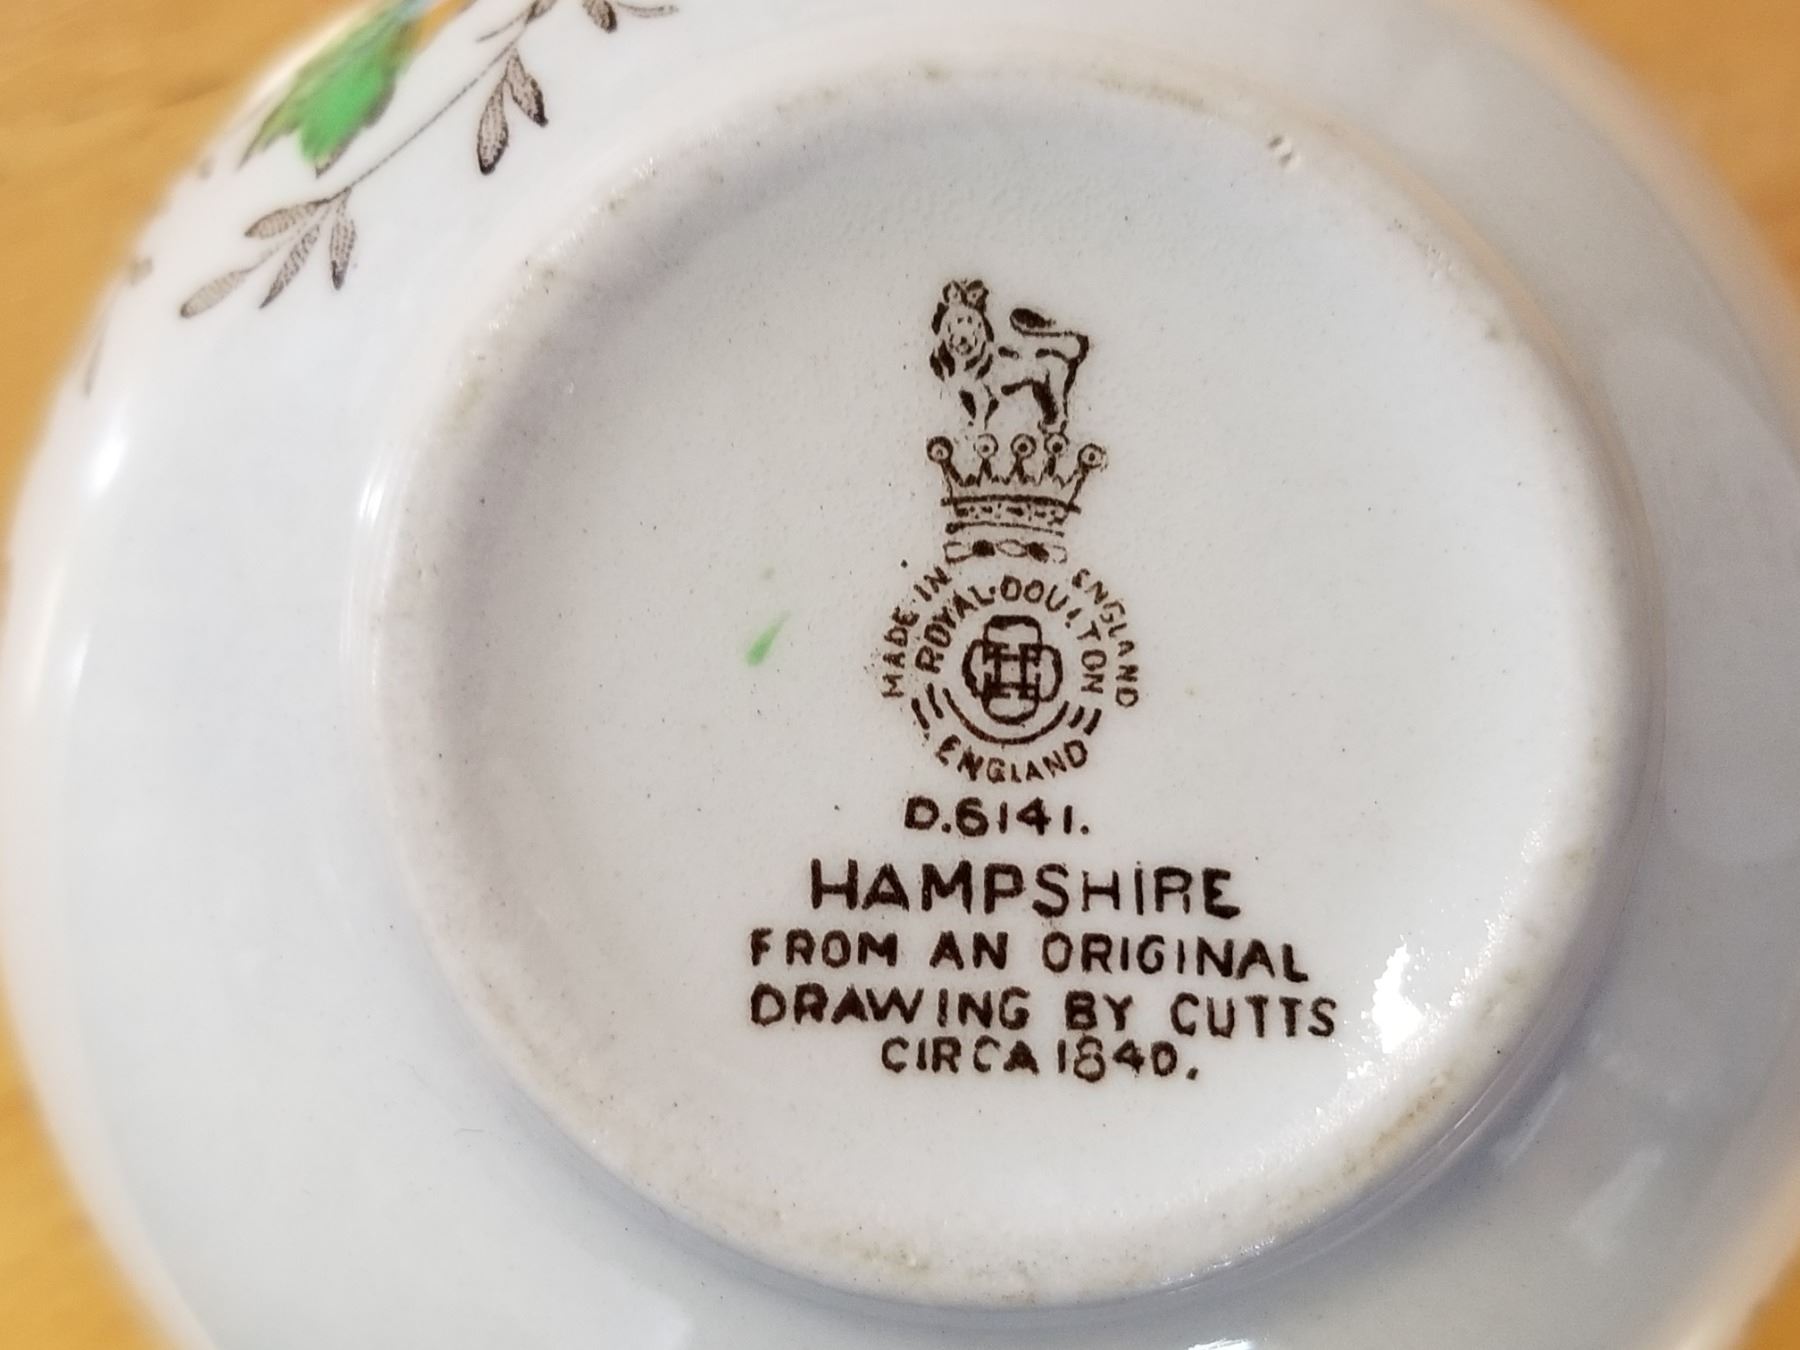 MADE IN ENGLAND
ROYAL·DOULTON
ENGLAND
D.6141.
HAMPSHIRE
FROM AN ORIGINAL
DRAWING BY CUTTS
CIRCA 1840.